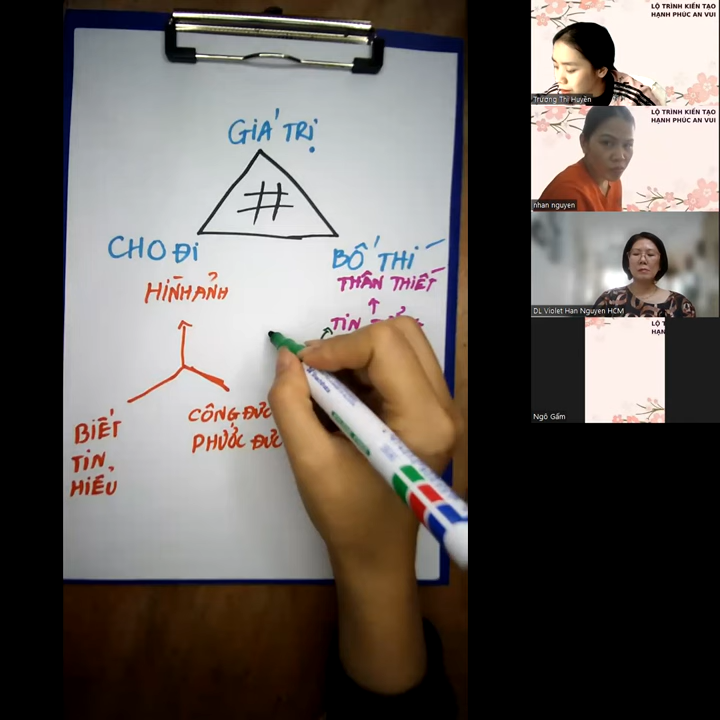 GIÁ TRỊ
#
CHO ĐI
BỐ THÍ
HÌNH ẢNH
THÂN THIẾT
TIN
BIẾT
TIN
HIỂU
CÔNG ĐỨC
PHƯỚC ĐỨC
LỘ TRÌNH KIẾN TẠO
HẠNH PHÚC AN VUI
Trương Thị Huyền
LỘ TRÌNH KIẾN TẠO
HẠNH PHÚC AN VUI
nhan nguyen
DL Violet Han Nguyen HCM
LỘ T
HẠN
Ngô Gấm